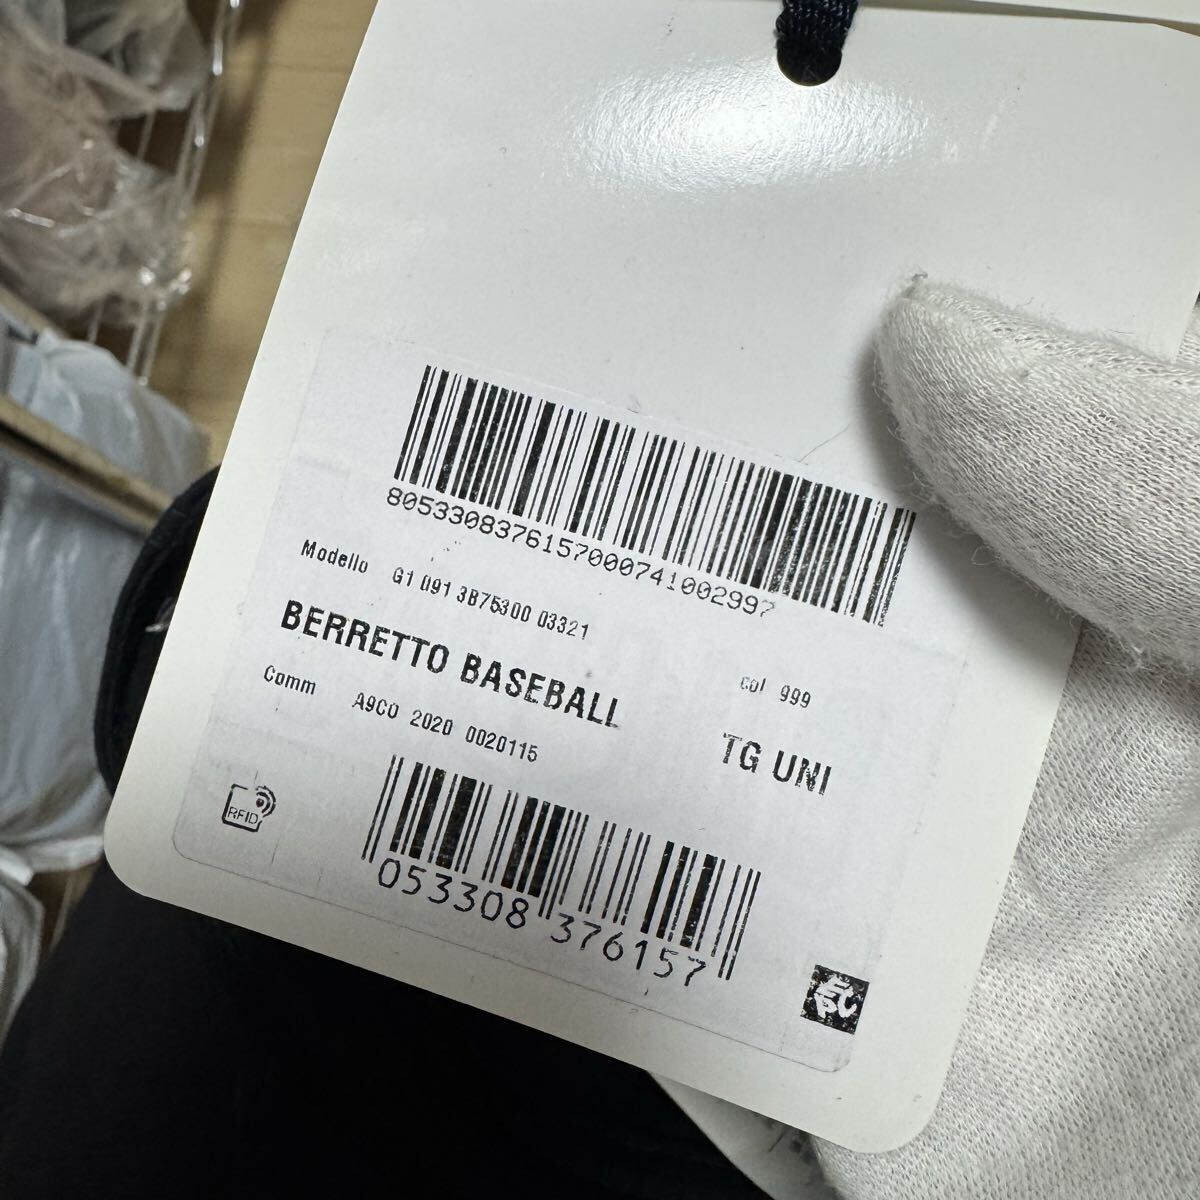 8053308376157000741002997
Modello G1 091 3B75300 03321
BERRETTO BASEBALL
col 999
Comm A9C0 2020 0020115
TG UNI
RFID
053308 376157